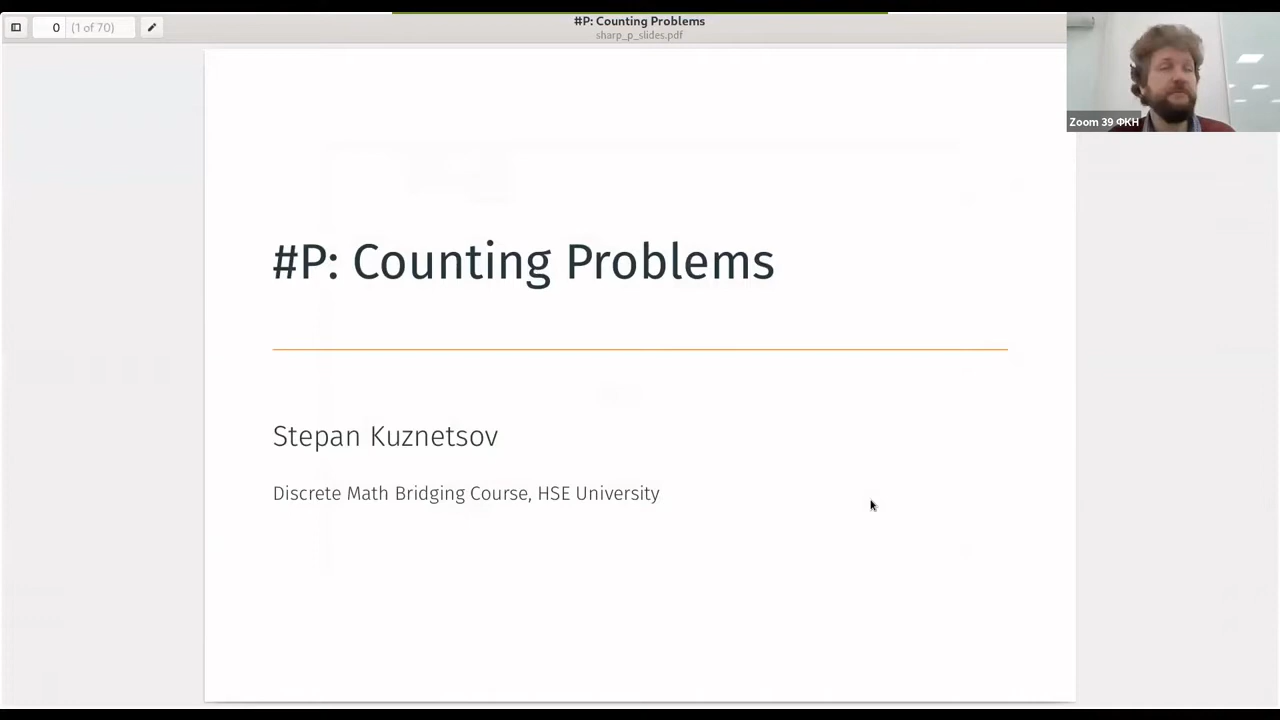 0 (1 of 70)
#P: Counting Problems
sharp_p_slides.pdf
Zoom 39 ФКН
#P: Counting Problems
Stepan Kuznetsov
Discrete Math Bridging Course, HSE University